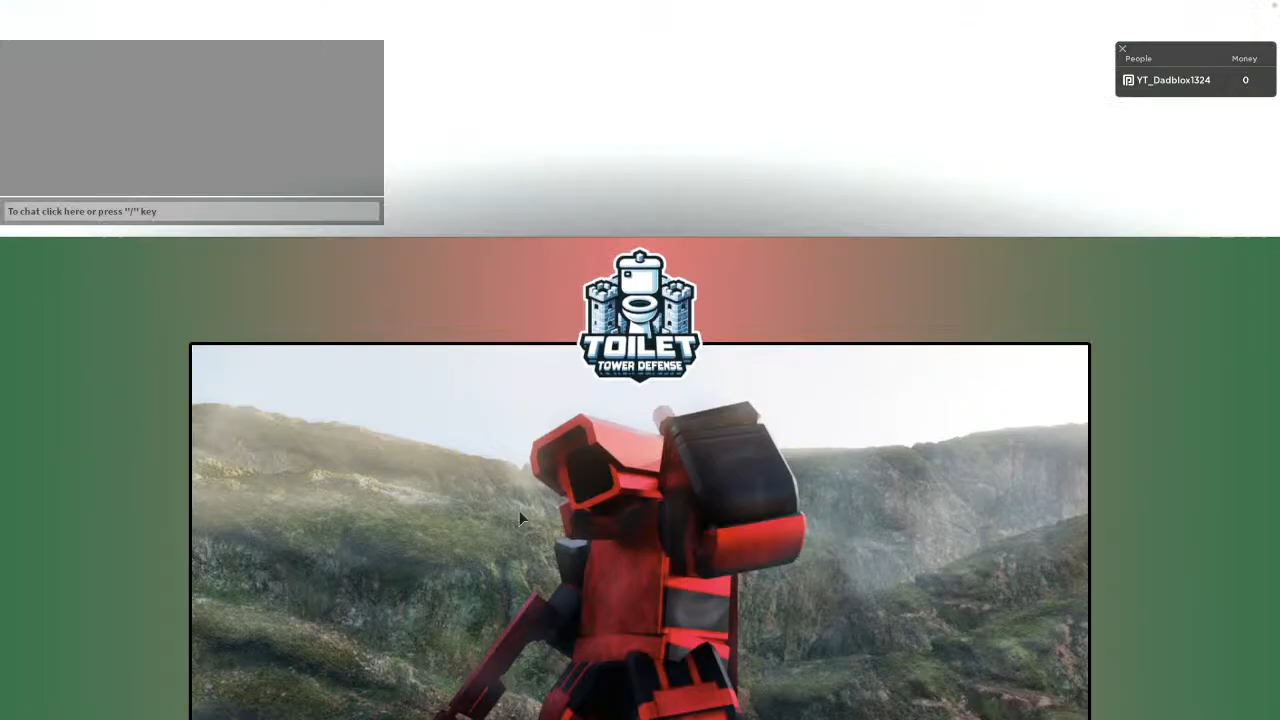 People Money
YT_Dadblox1324 0
To chat click here or press "/" key
TOILET
TOWER DEFENSE